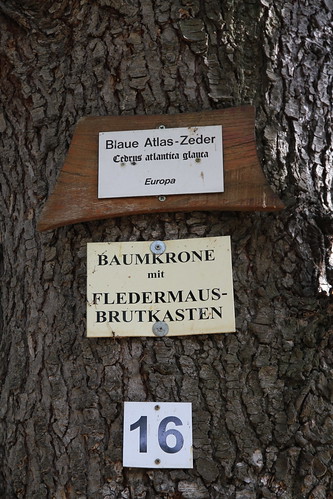 Blaue Atlas-Zeder
Cedrus atlantica glauca
Europa
BAUMKRONE
mit
FLEDERMAUS-
BRUTKASTEN
16